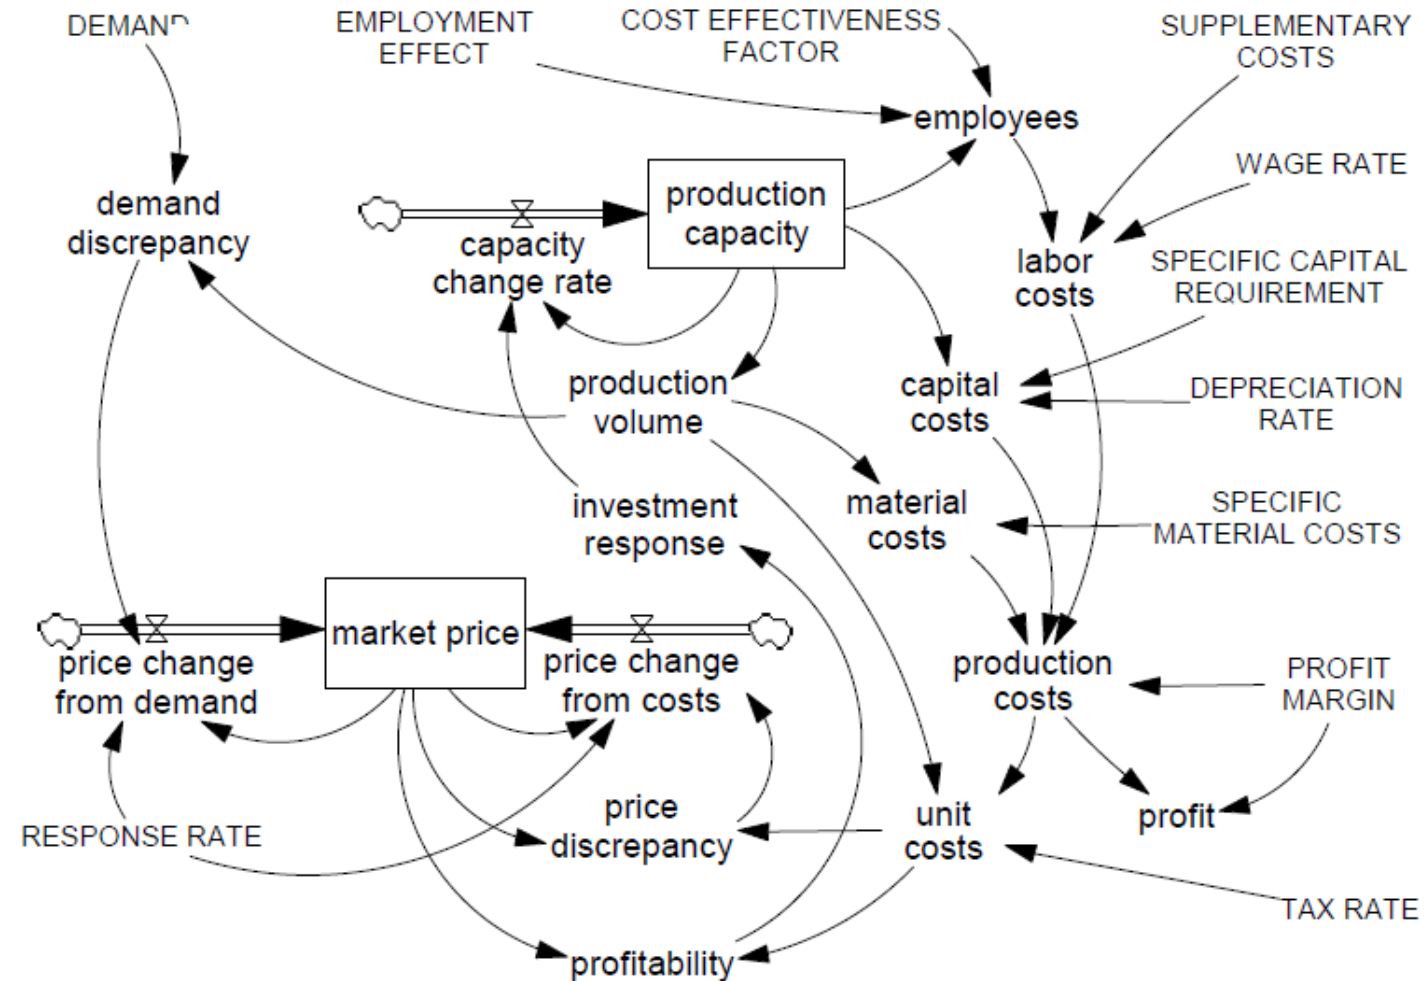 DEMAND
EMPLOYMENT
EFFECT
COST EFFECTIVENESS
FACTOR
SUPPLEMENTARY
COSTS
employees
WAGE RATE
demand
discrepancy
production
capacity
capacity
change rate
labor
costs
SPECIFIC CAPITAL
REQUIREMENT
production
volume
capital
costs
DEPRECIATION
RATE
investment
response
material
costs
SPECIFIC
MATERIAL COSTS
market price
price change
from demand
price change
from costs
production
costs
PROFIT
MARGIN
RESPONSE RATE
price
discrepancy
unit
costs
profit
TAX RATE
profitability